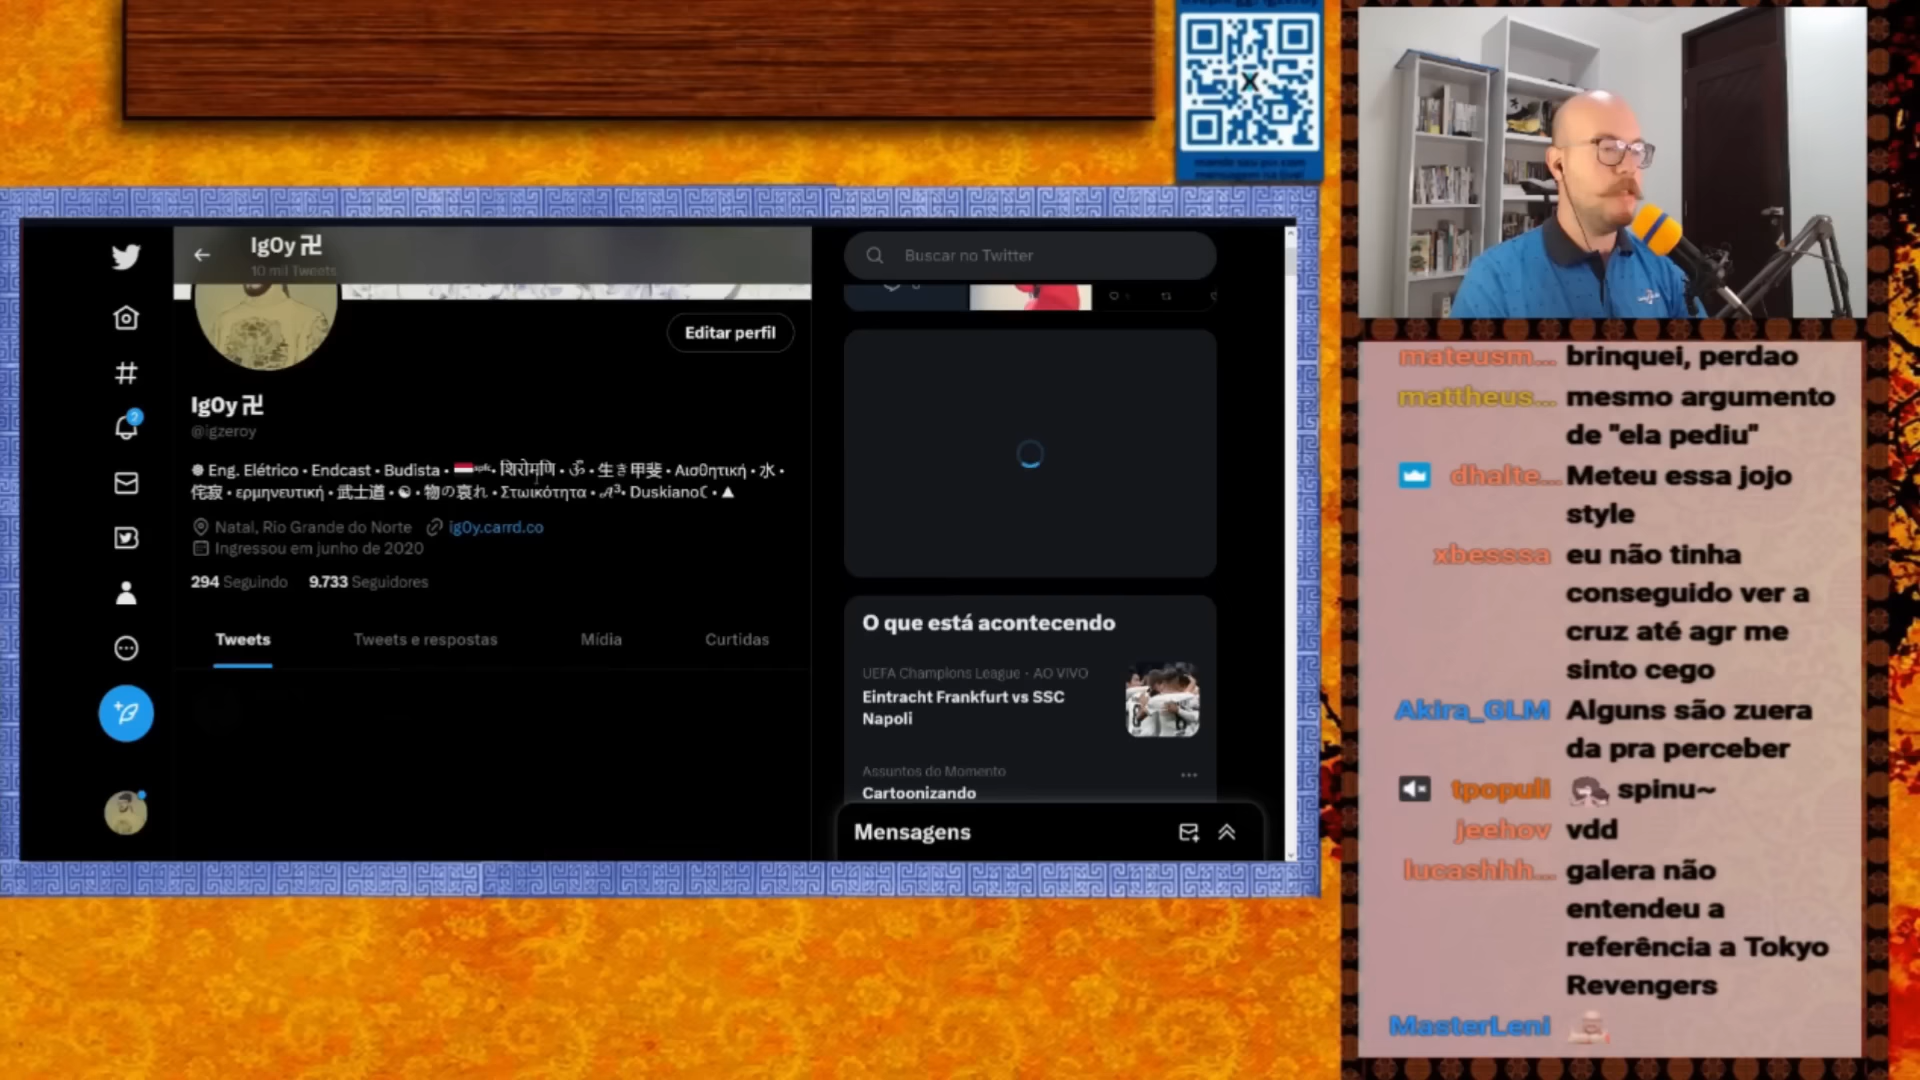 Ig0y 卍
10 mil Tweets
Editar perfil
Ig0y 卍
@igzeroy
Eng. Elétrico • Endcast • Budista • spfc • शिरोमणि • ॐ • 生き甲斐 • Αισθητική • 水 •
侘寂 • ερμηνευτική • 武士道 • ☯ • 物の哀れ • Στωικότητα • 𝒜³ • Duskiano☾ • ▲
Natal, Rio Grande do Norte ig0y.carrd.co
Ingressou em junho de 2020
294 Seguindo 9.733 Seguidores
Tweets Tweets e respostas Mídia Curtidas
2
Buscar no Twitter
O que está acontecendo
UEFA Champions League · AO VIVO
Eintracht Frankfurt vs SSC
Napoli
Assuntos do Momento
Cartoonizando
Mensagens
mateusm... brinquei, perdao
mattheus... mesmo argumento
de "ela pediu"
dhalte... Meteu essa jojo
style
xbesssa eu não tinha
conseguido ver a
cruz até agr me
sinto cego
Akira_GLM Alguns são zuera
da pra perceber
tpopuli spinu~
jeehov vdd
lucashhh... galera não
entendeu a
referência a Tokyo
Revengers
MasterLeni